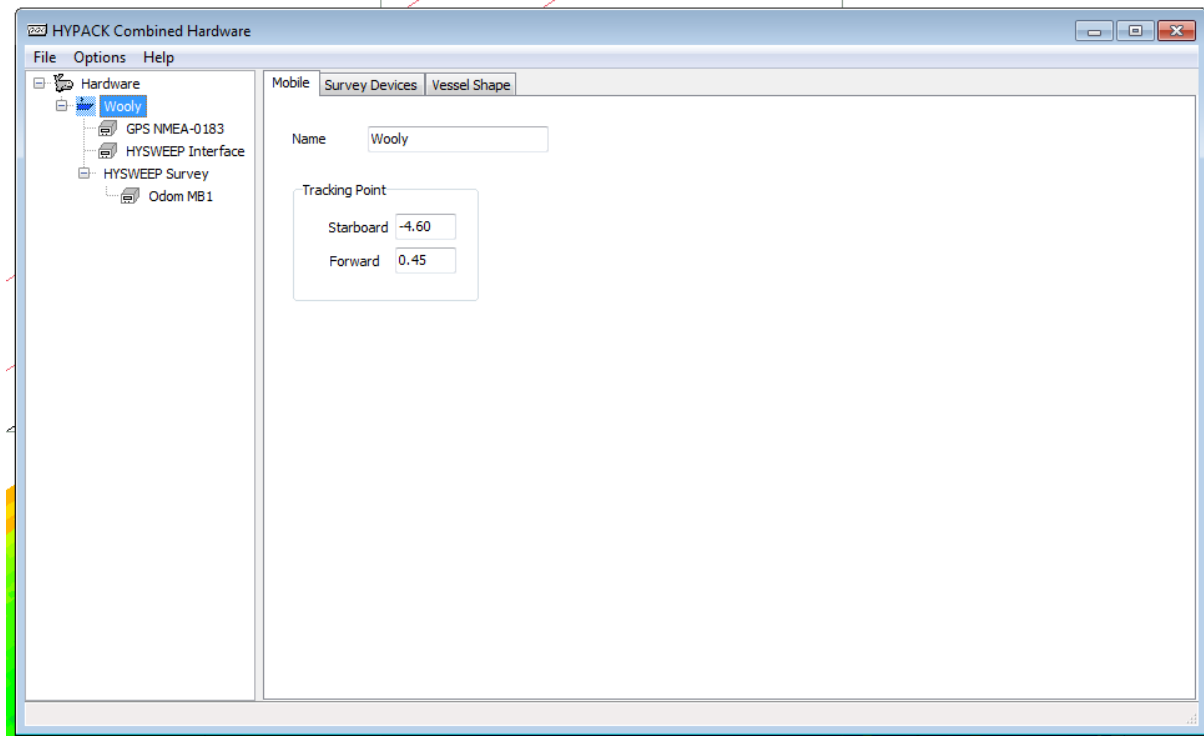 HYPACK Combined Hardware
File Options Help
Hardware
Wooly
GPS NMEA-0183
HYSWEEP Interface
HYSWEEP Survey
Odom MB1
Mobile Survey Devices Vessel Shape
Name Wooly
Tracking Point
Starboard -4.60
Forward 0.45